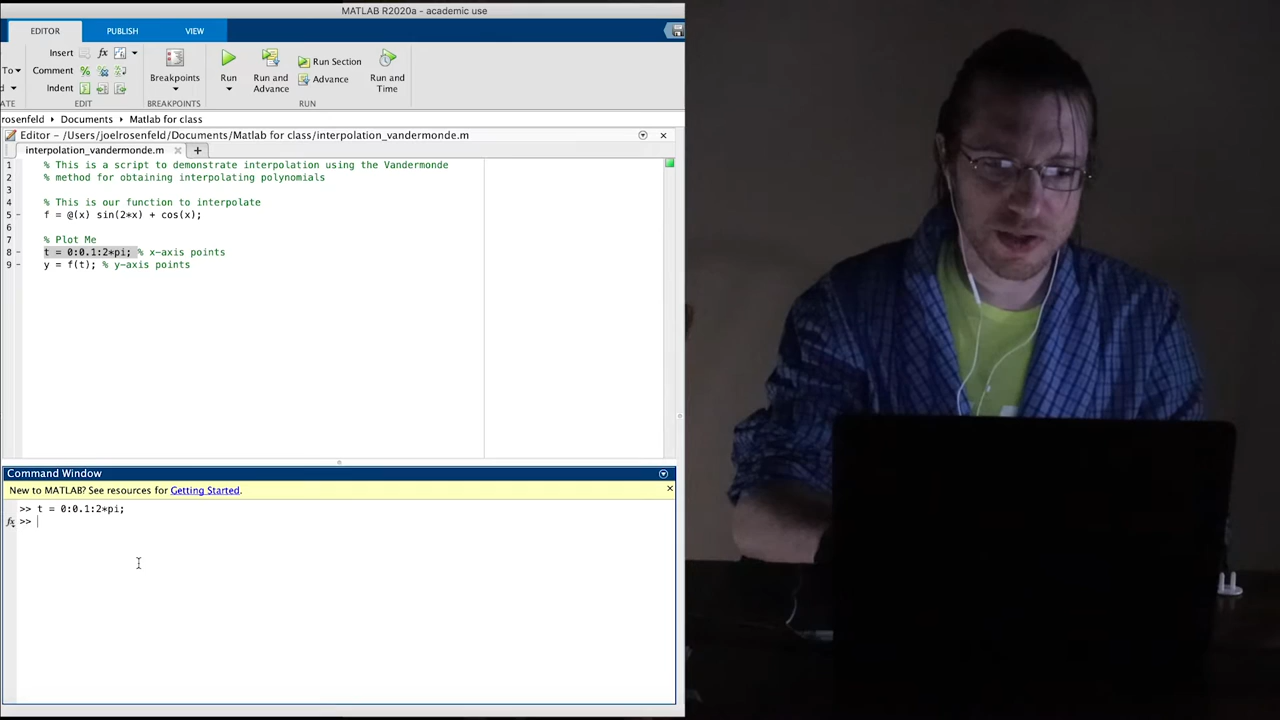 MATLAB R2020a - academic use
EDITOR PUBLISH VIEW
Insert fx
To Comment %
Indent
Breakpoints Run Run and Advance Run Section Advance Run and Time
EDIT BREAKPOINTS RUN
rosenfeld Documents Matlab for class
Editor - /Users/joelrosenfeld/Documents/Matlab for class/interpolation_vandermonde.m
interpolation_vandermonde.m
1 % This is a script to demonstrate interpolation using the Vandermonde
2 % method for obtaining interpolating polynomials
3
4 % This is our function to interpolate
5 - f = @(x) sin(2*x) + cos(x);
6
7 % Plot Me
8 - t = 0:0.1:2*pi; % x-axis points
9 - y = f(t); % y-axis points
Command Window
New to MATLAB? See resources for Getting Started.
>> t = 0:0.1:2*pi;
fx >>